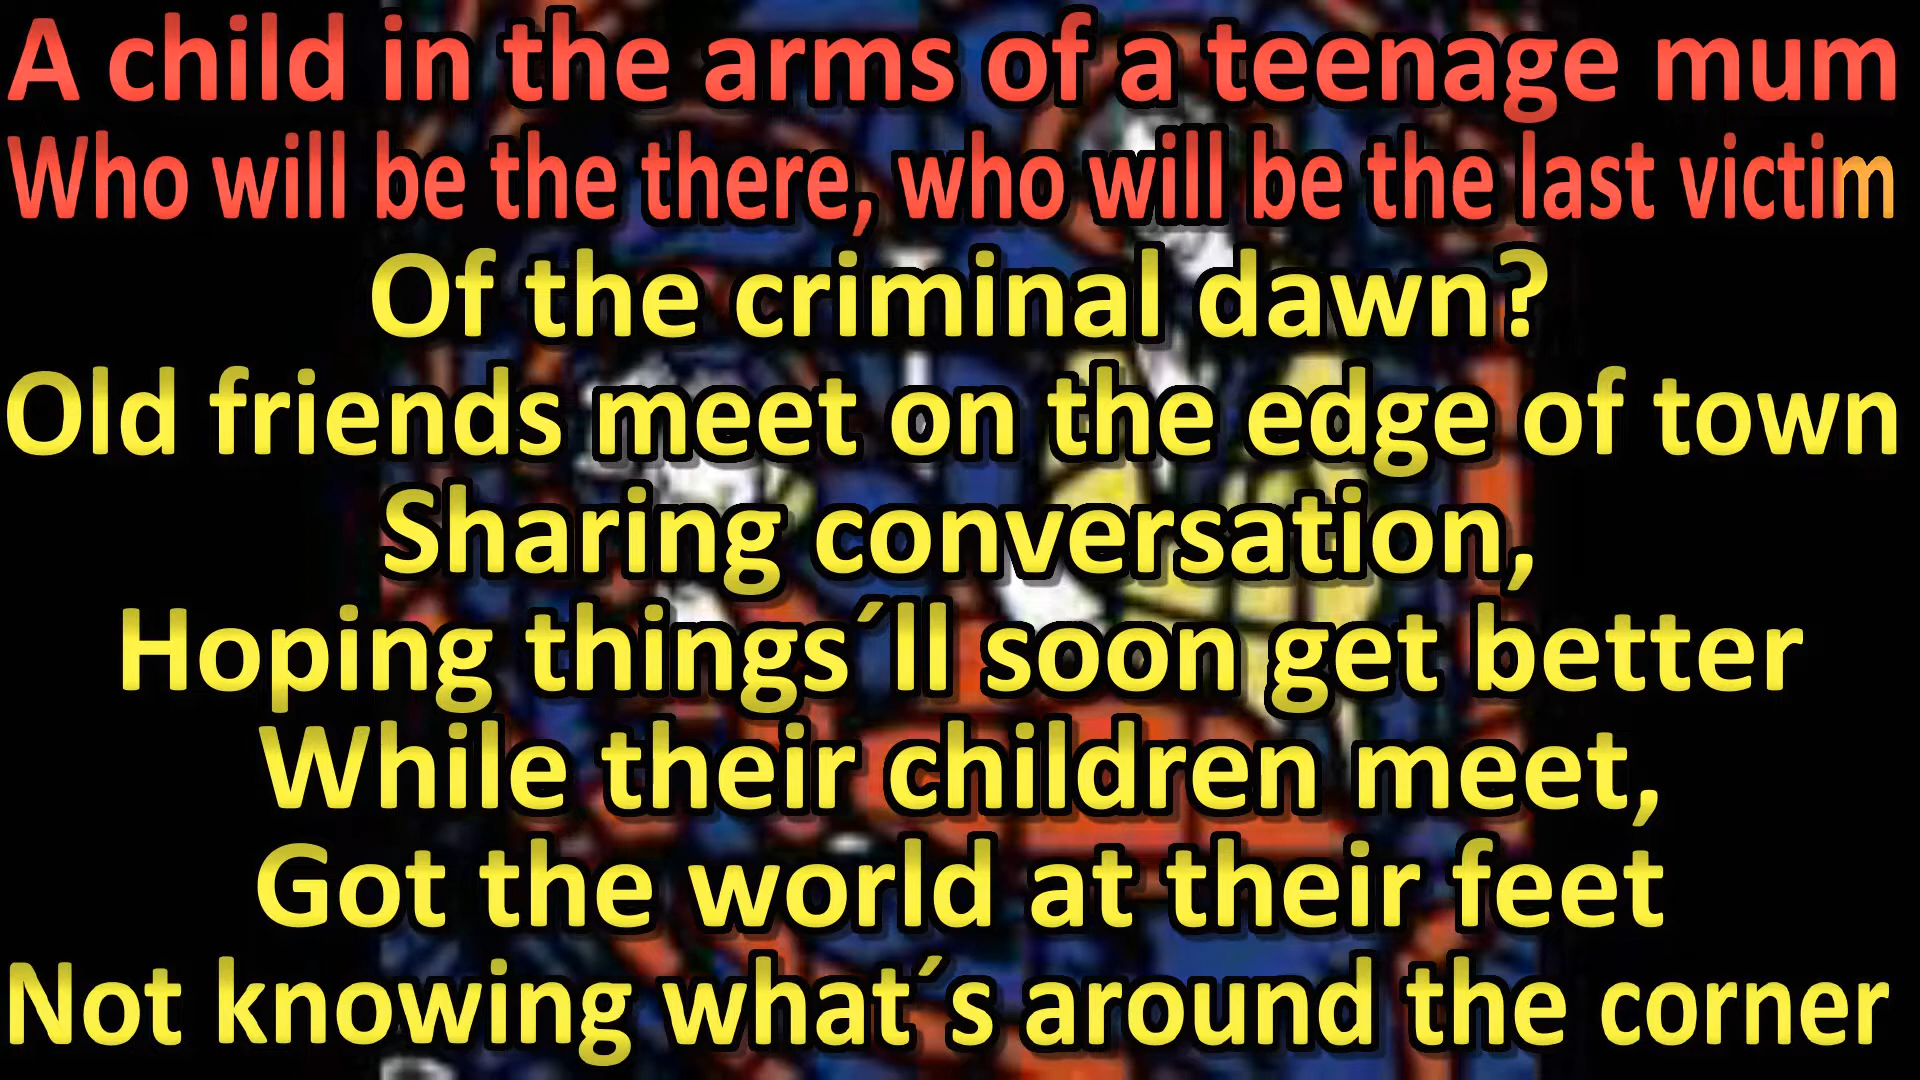 A child in the arms of a teenage mum
Who will be the there, who will be the last victim
Of the criminal dawn?
Old friends meet on the edge of town
Sharing conversation,
Hoping things´ll soon get better
While their children meet,
Got the world at their feet
Not knowing what´s around the corner